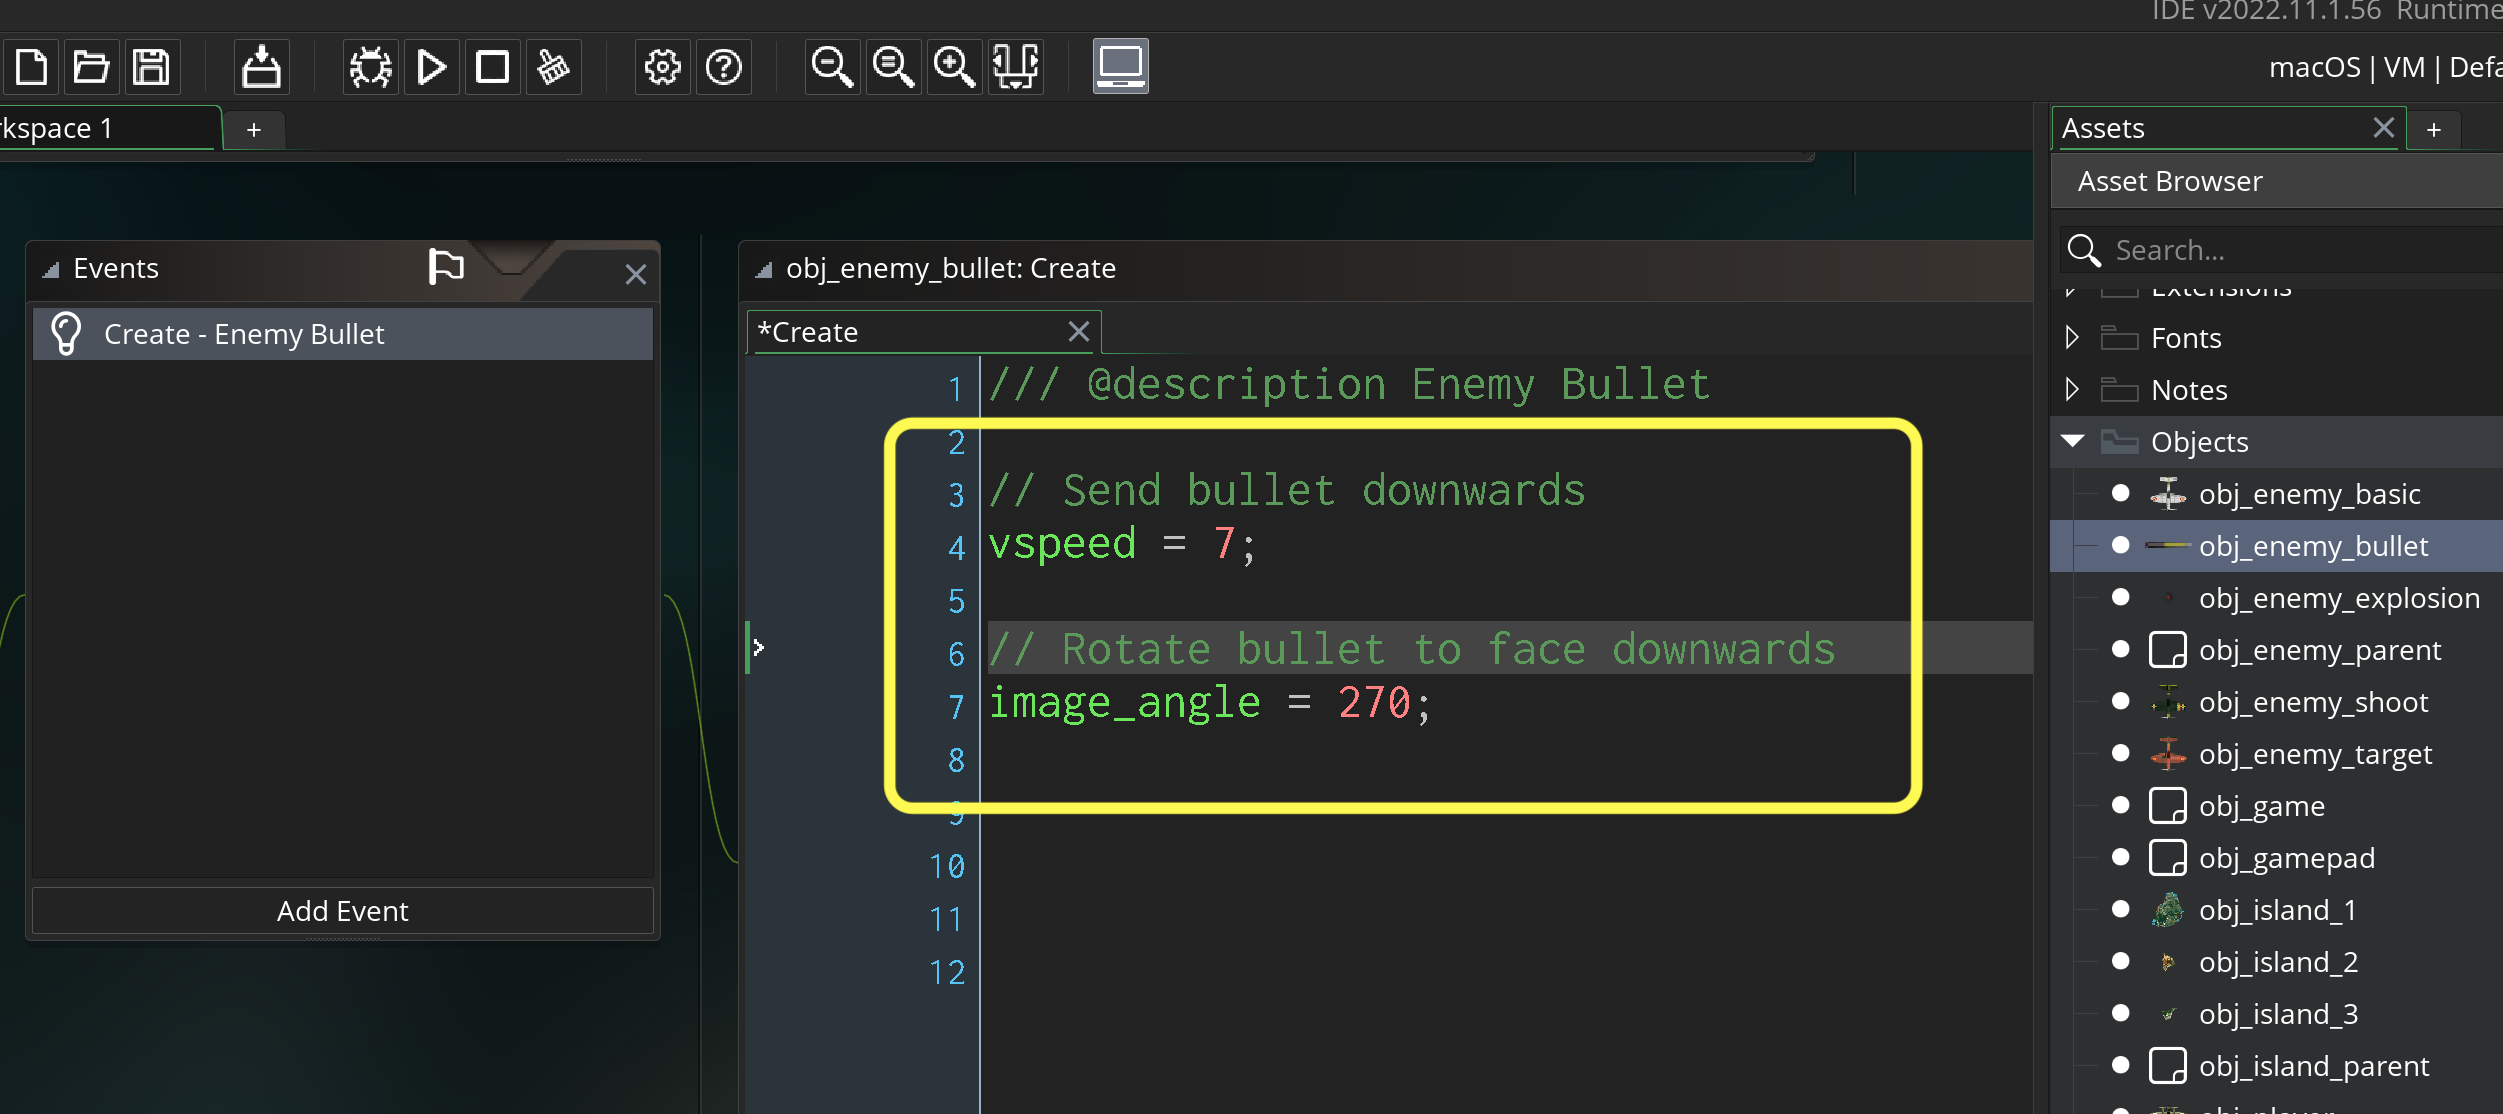 IDE v2022.11.1.56 Runtime
macOS | VM | Defa
kspace 1
+
Assets
+
Asset Browser
Search...
Events
Create - Enemy Bullet
Add Event
obj_enemy_bullet: Create
*Create
1 /// @description Enemy Bullet
2
3 // Send bullet downwards
4 vspeed = 7;
5
6 // Rotate bullet to face downwards
7 image_angle = 270;
8
9
10
11
12
Extensions
Fonts
Notes
Objects
obj_enemy_basic
obj_enemy_bullet
obj_enemy_explosion
obj_enemy_parent
obj_enemy_shoot
obj_enemy_target
obj_game
obj_gamepad
obj_island_1
obj_island_2
obj_island_3
obj_island_parent
obj_player